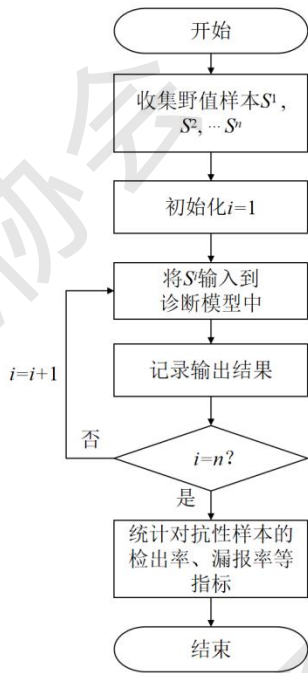 开始
收集野值样本S¹,
S², ··· Sⁿ
初始化i=1
将Sⁱ输入到
诊断模型中
i=i+1
记录输出结果
否
i=n?
是
统计对抗性样本的
检出率、漏报率等
指标
结束
协会